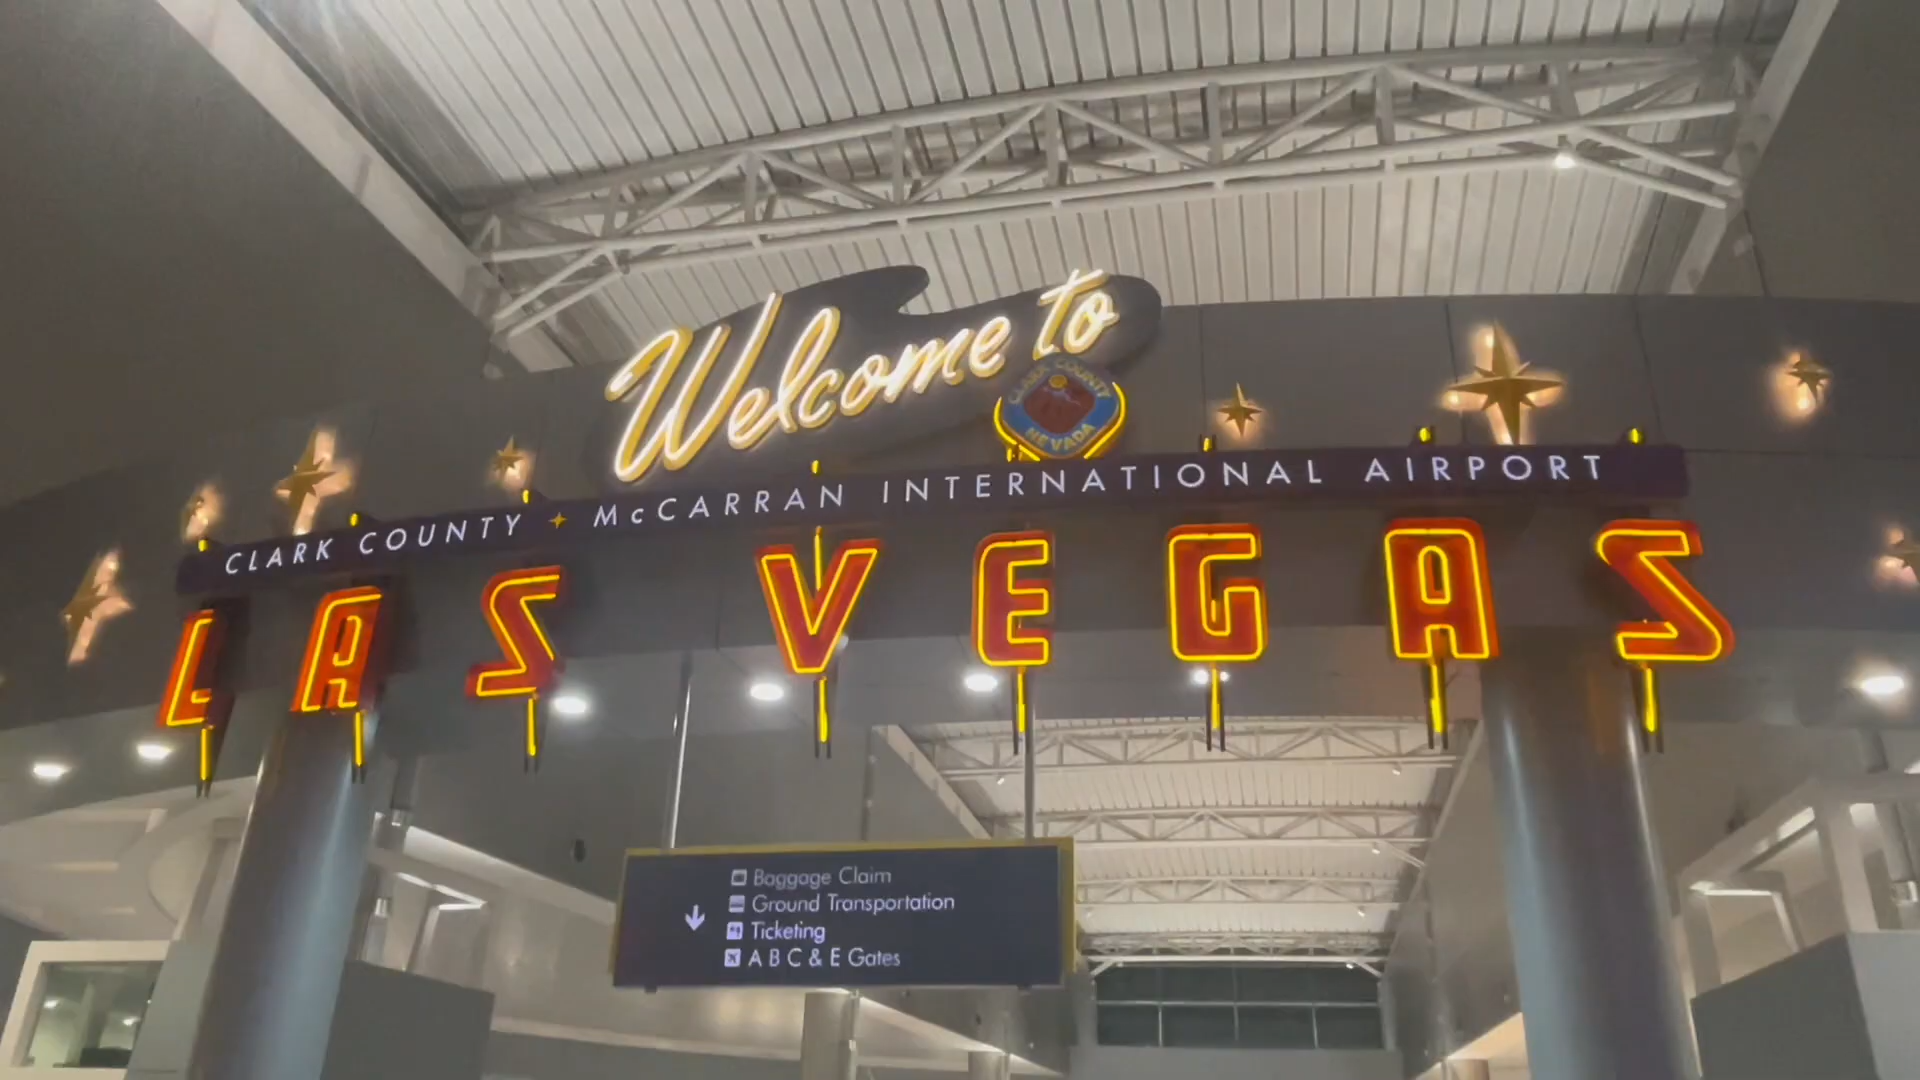 Welcome to
CLARK COUNTY
NEVADA
CLARK COUNTY McCARRAN INTERNATIONAL AIRPORT
LAS VEGAS
Baggage Claim
Ground Transportation
Ticketing
A B C & E Gates